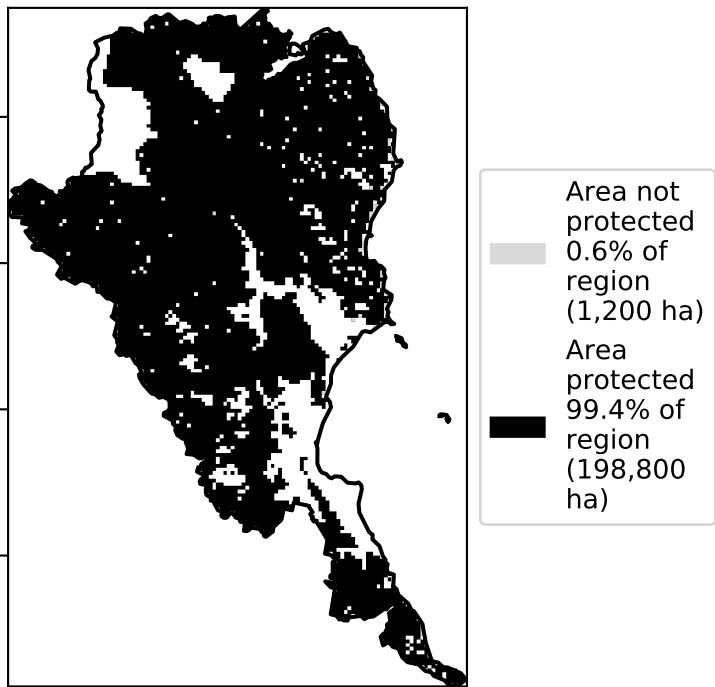 Area not
protected
0.6% of
region
(1,200 ha)
Area
protected
99.4% of
region
(198,800
ha)